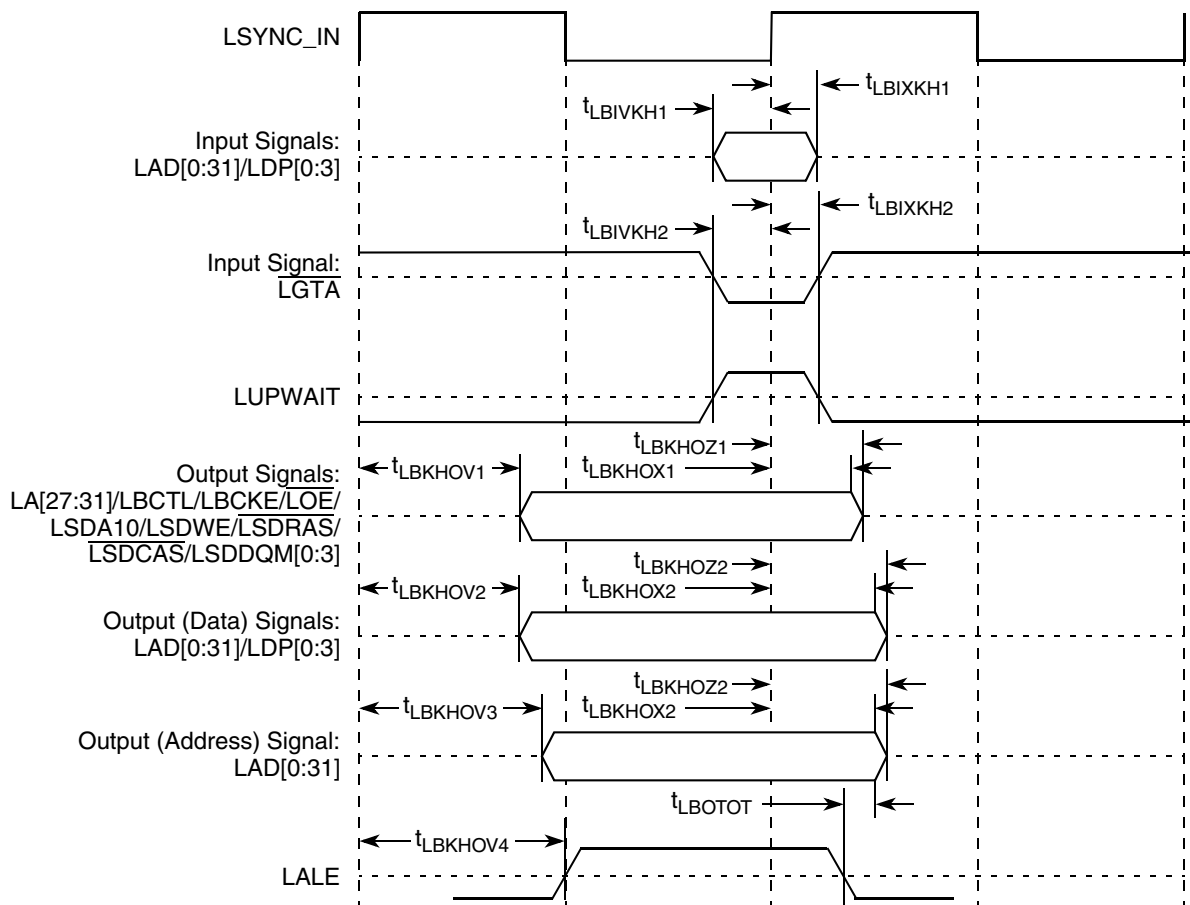 LSYNC_IN
tLBIXKH1
tLBIVKH1
Input Signals:
LAD[0:31]/LDP[0:3]
tLBIXKH2
tLBIVKH2
Input Signal:
LGTA
LUPWAIT
tLBKHOZ1
tLBKHOV1
tLBKHOX1
Output Signals:
LA[27:31]/LBCTL/LBCKE/LOE/
LSDA10/LSDWE/LSDRAS/
LSDCAS/LSDDQM[0:3]
tLBKHOZ2
tLBKHOV2
tLBKHOX2
Output (Data) Signals:
LAD[0:31]/LDP[0:3]
tLBKHOZ2
tLBKHOV3
tLBKHOX2
Output (Address) Signal:
LAD[0:31]
tLBOTOT
tLBKHOV4
LALE